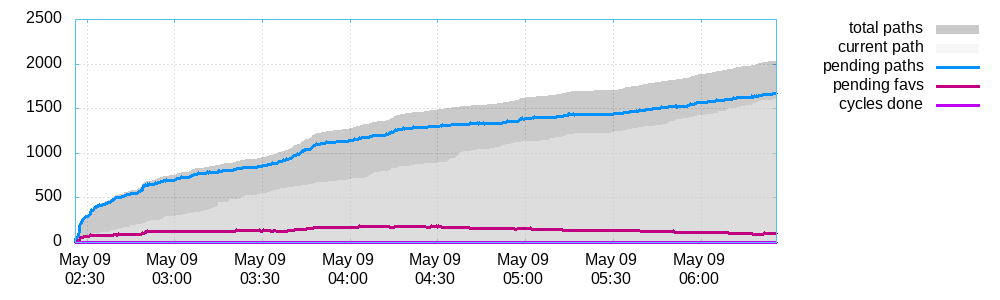 2500
2000
1500
1000
500
0
May 09 May 09 May 09 May 09 May 09 May 09 May 09 May 09
02:30 03:00 03:30 04:00 04:30 05:00 05:30 06:00
total paths
current path
pending paths
pending favs
cycles done